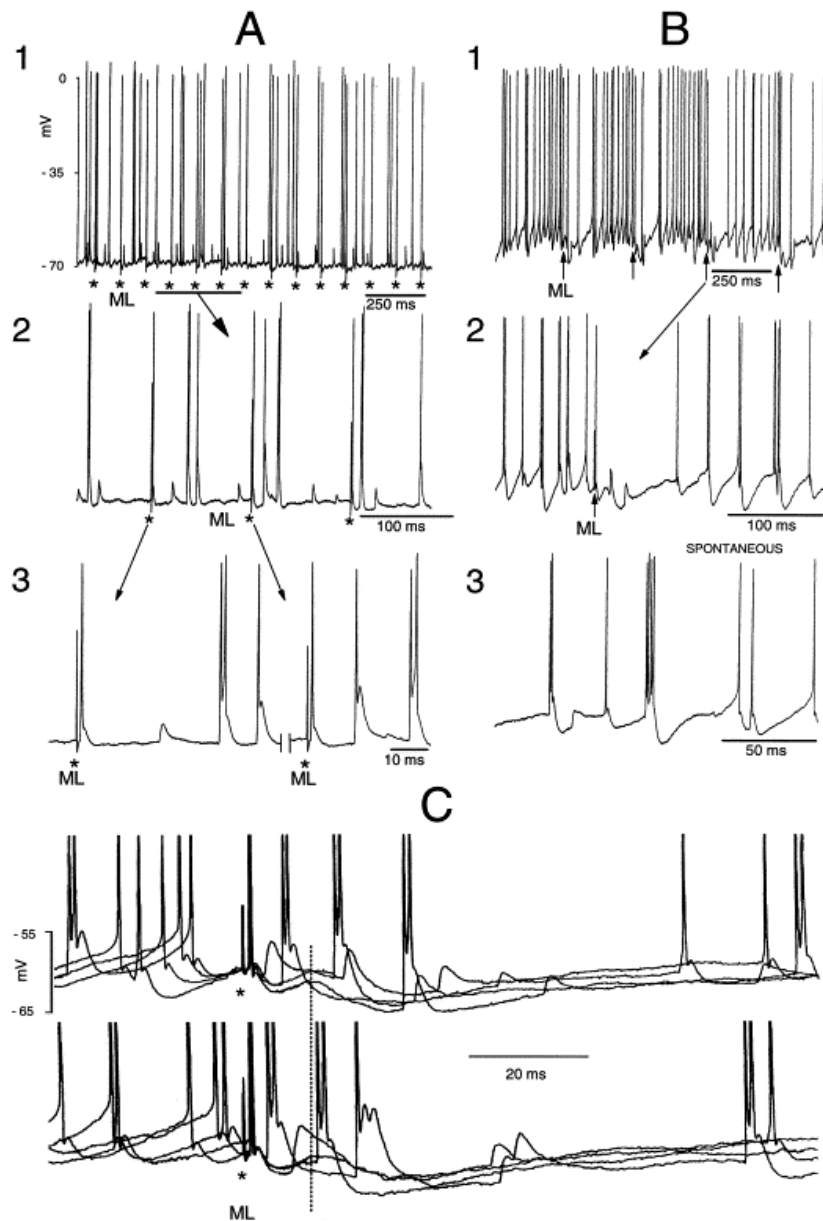 A
B
1
0
mV
- 35
- 70
* * * * * * * * * * * * * *
ML
250 ms
1
ML
250 ms
2
* ML * *
100 ms
2
ML
100 ms
3
* *
ML ML
10 ms
SPONTANEOUS
3
50 ms
C
- 55
mV
- 65
*
20 ms
*
ML